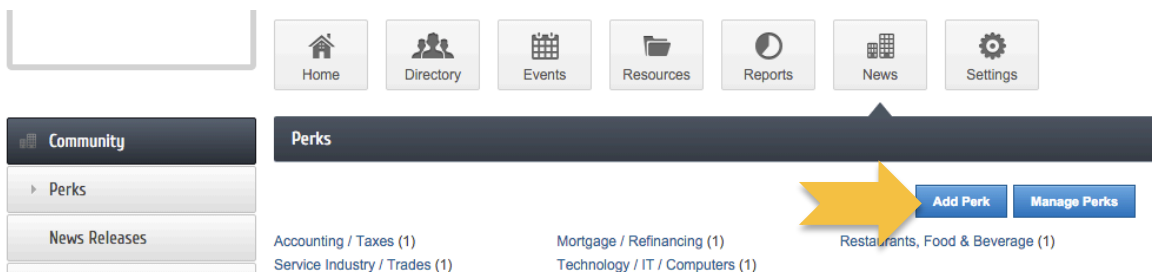 Home Directory Events Resources Reports News Settings
Community
Perks
Perks
News Releases
Add Perk Manage Perks
Accounting / Taxes (1) Mortgage / Refinancing (1) Restaurants, Food & Beverage (1)
Service Industry / Trades (1) Technology / IT / Computers (1)